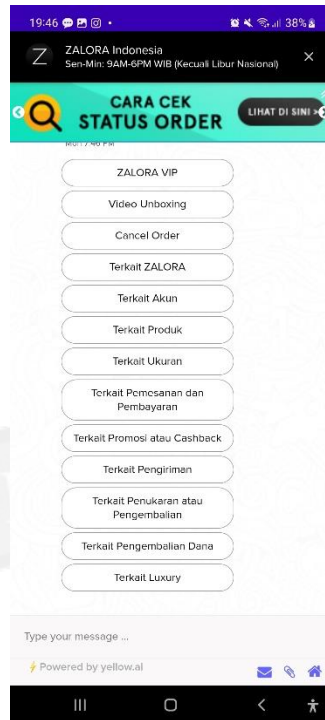 19:46
38%
Z
ZALORA Indonesia
Sen-Min: 9AM-6PM WIB (Kecuali Libur Nasional)
CARA CEK
STATUS ORDER
LIHAT DI SINI >
7:46 PM
ZALORA VIP
Video Unboxing
Cancel Order
Terkait ZALORA
Terkait Akun
Terkait Produk
Terkait Ukuran
Terkait Pemesanan dan
Pembayaran
Terkait Promosi atau Cashback
Terkait Pengiriman
Terkait Penukaran atau
Pengembalian
Terkait Pengembalian Dana
Terkait Luxury
Type your message ...
Powered by yellow.ai